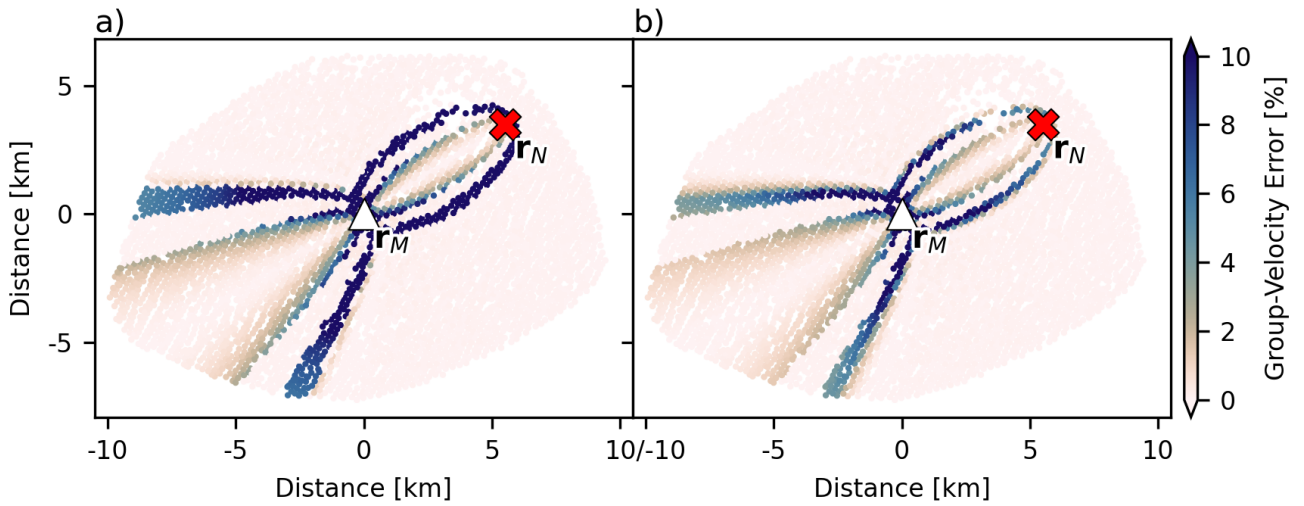 a)
b)
5
0
-5
Distance [km]
r_N
r_M
r_N
r_M
-10
-5
0
5
10/-10
-5
0
5
10
Distance [km]
Distance [km]
10
8
6
4
2
0
Group-Velocity Error [%]